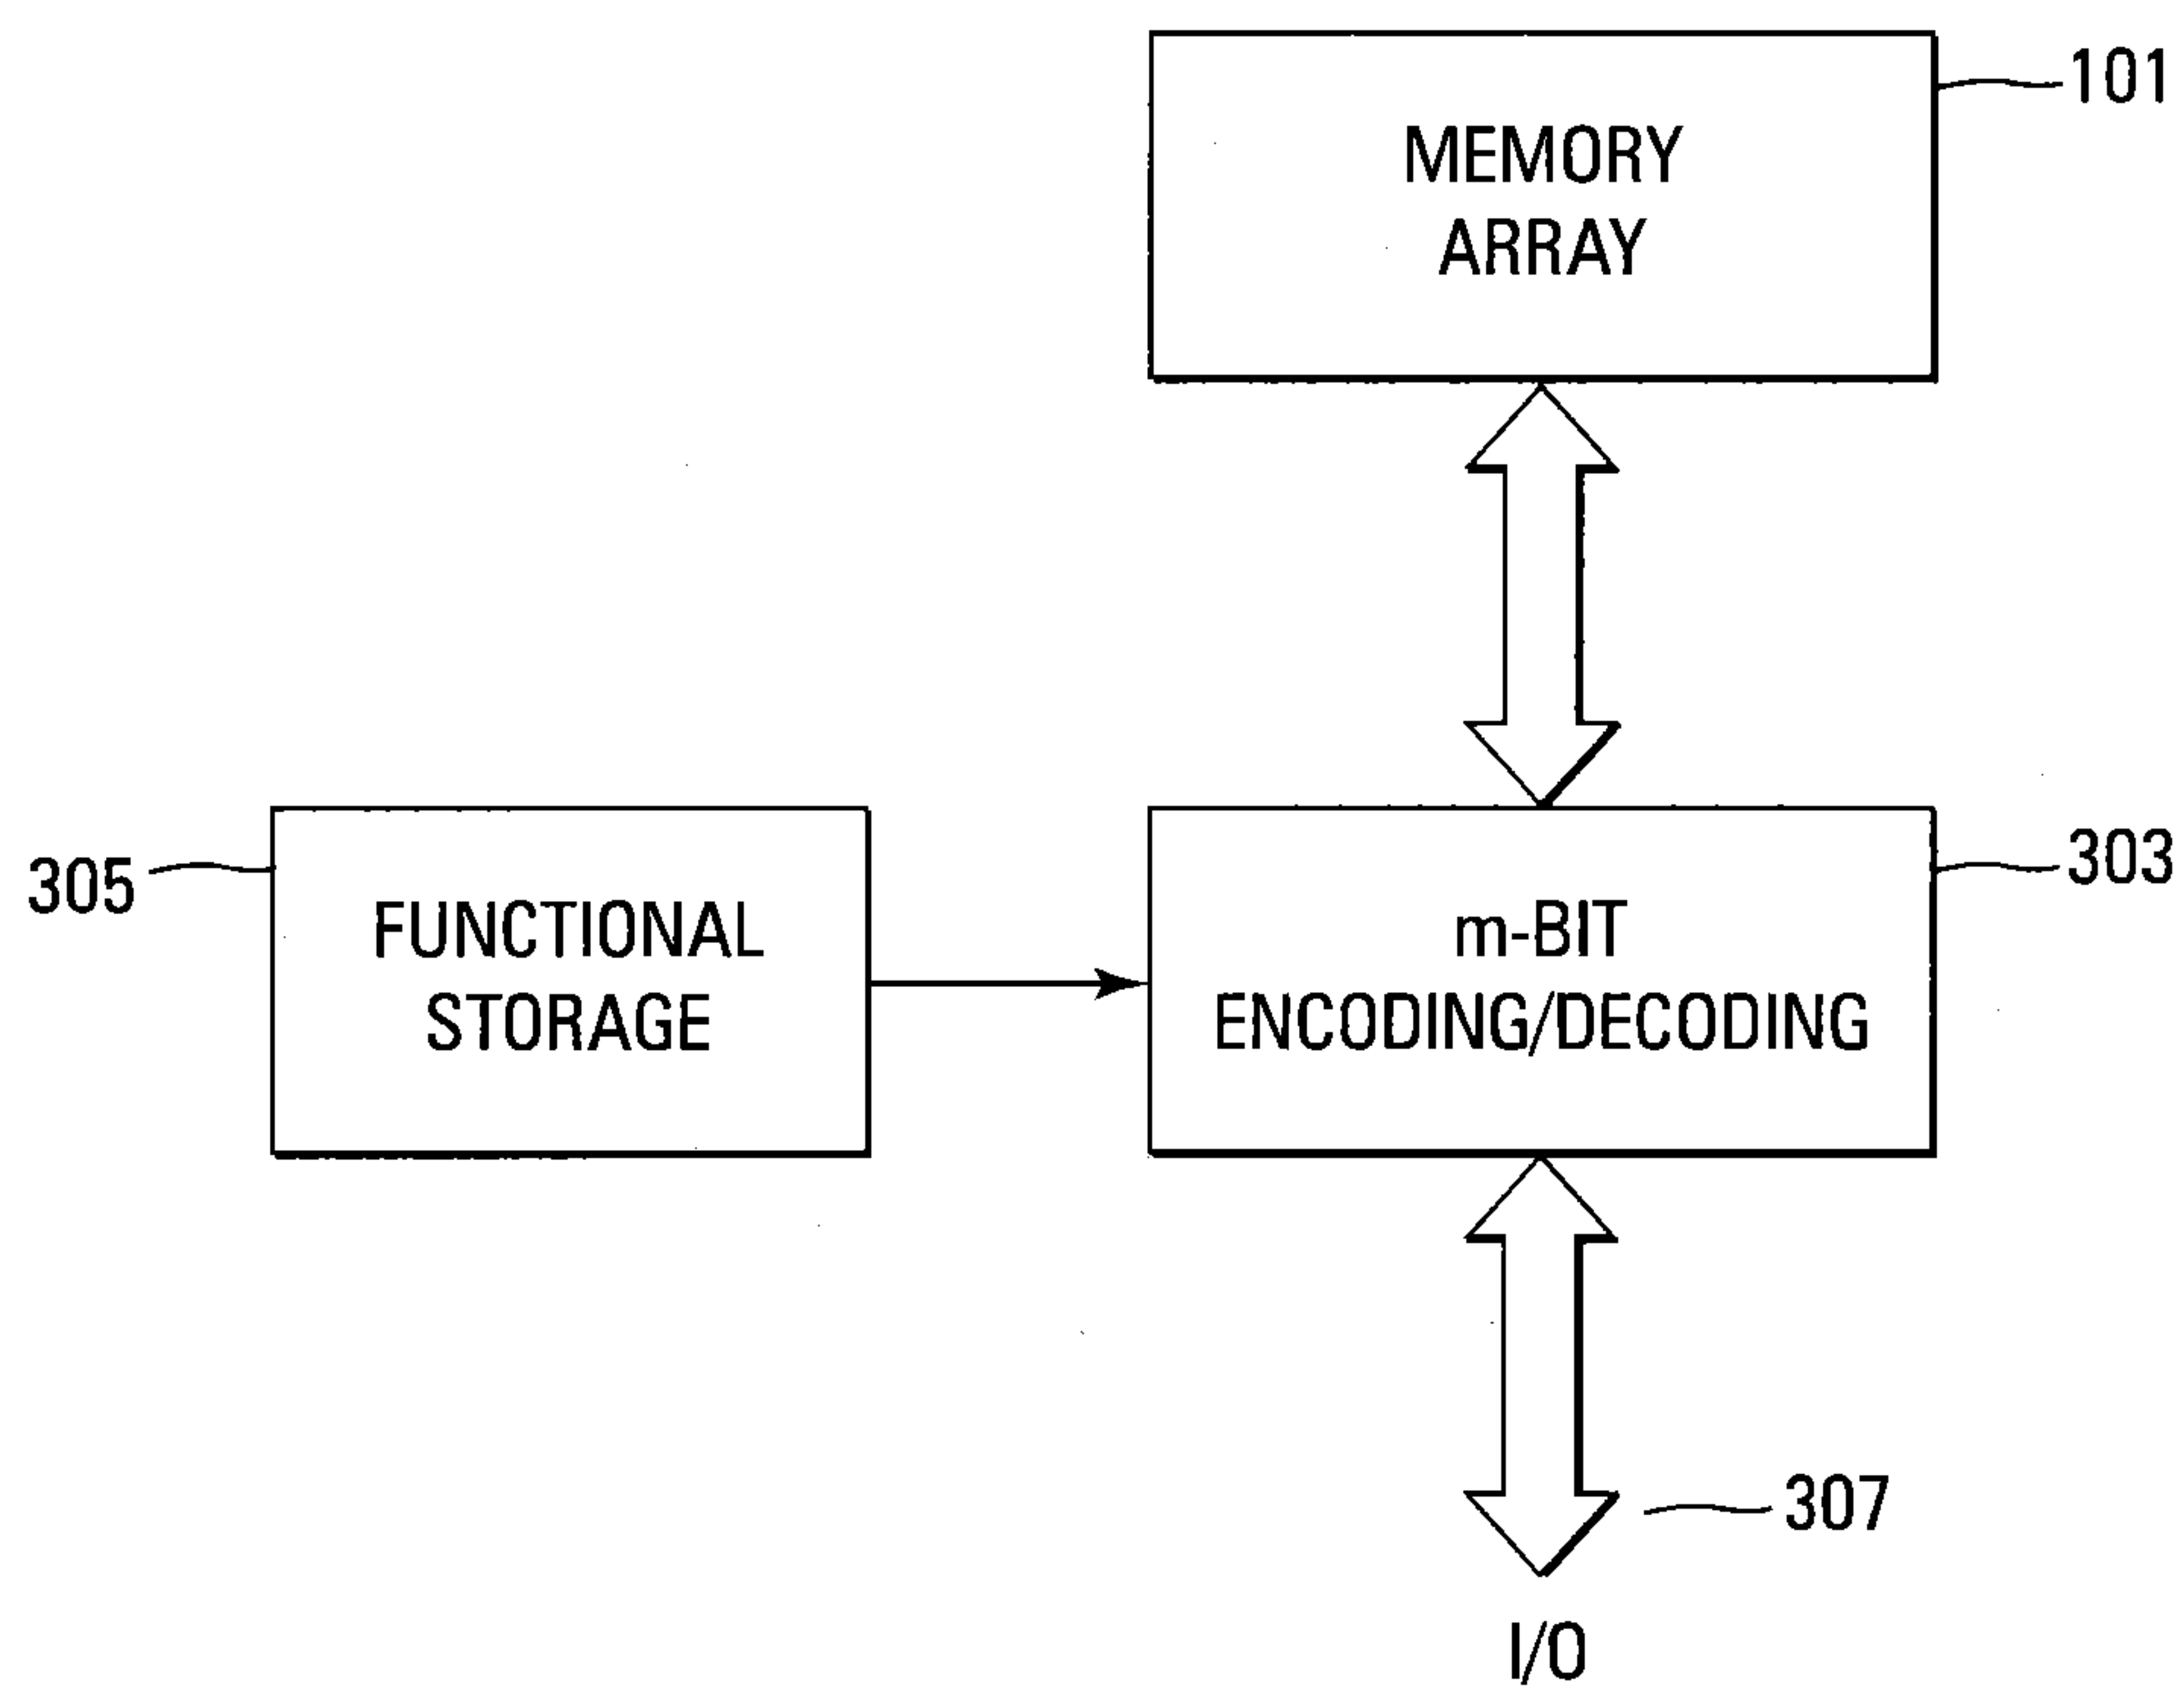 101
MEMORY
ARRAY
303
305
m-BIT
FUNCTIONAL
ENCODING/DECODING
STORAGE
307
I/O